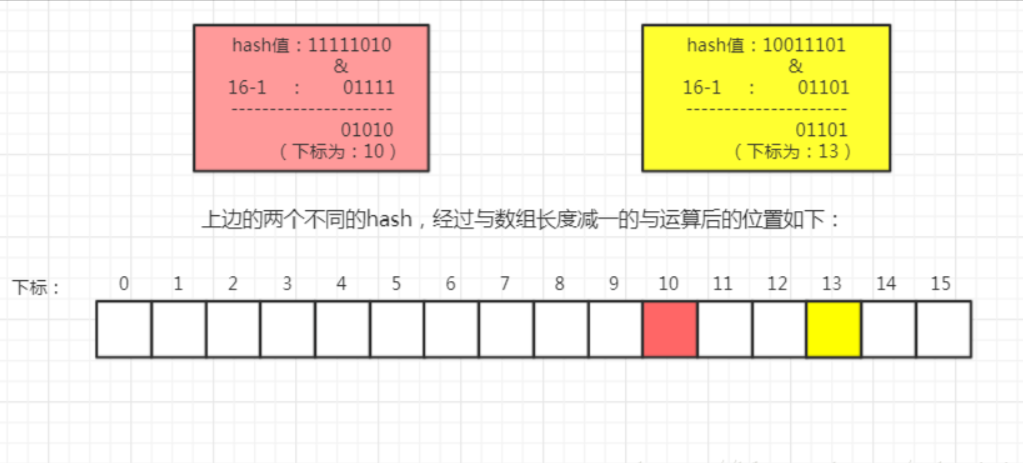 hash值：11111010
&
16-1 ： 01111
---------------------
01010
（下标为：10）
hash值：10011101
&
16-1 ： 01101
---------------------
01101
（下标为：13）
上边的两个不同的hash，经过与数组长度减一的与运算后的位置如下：
下标： 0 1 2 3 4 5 6 7 8 9 10 11 12 13 14 15